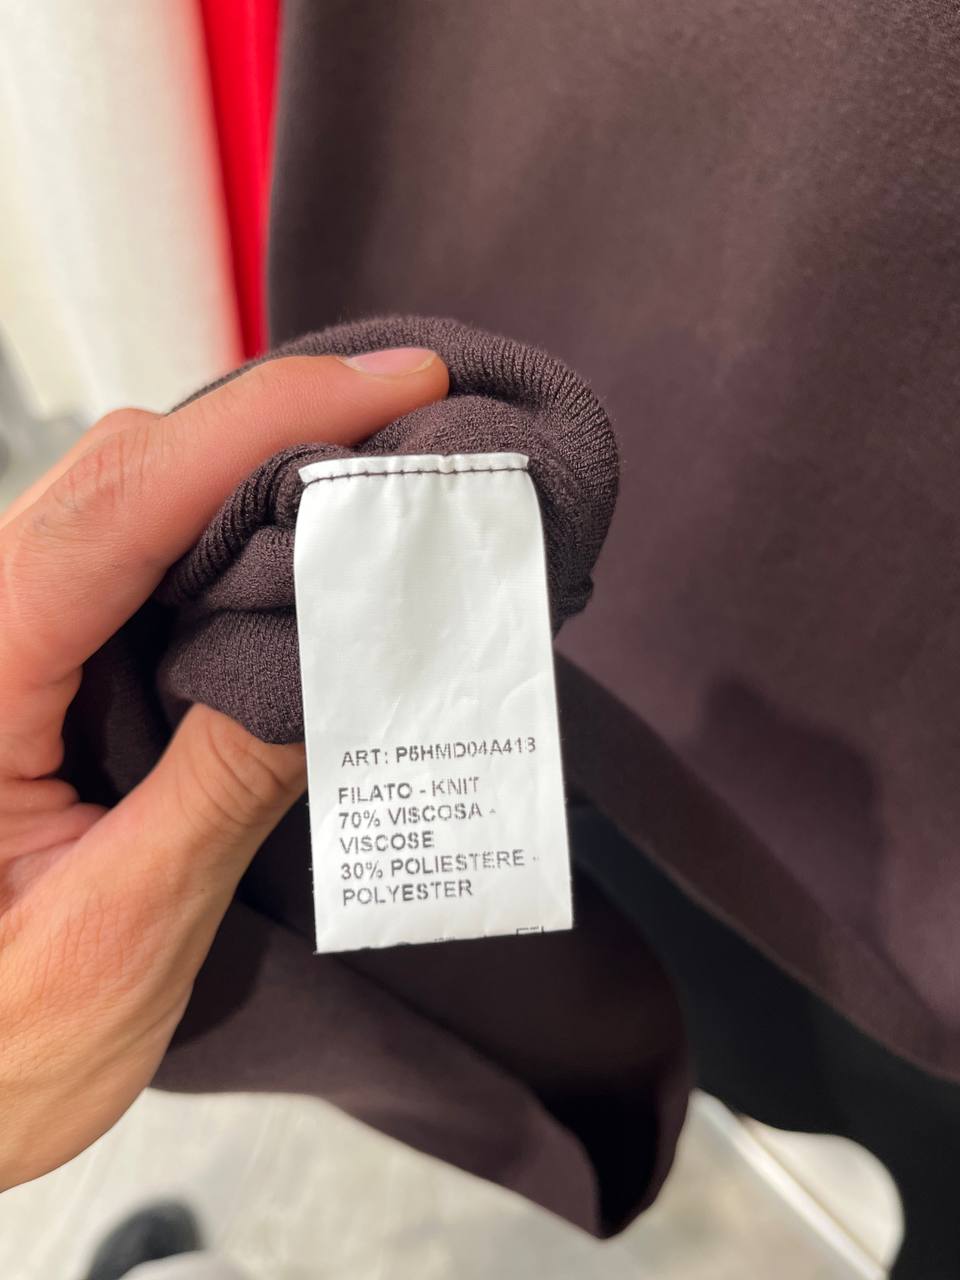 ART: P5HMD04A413
FILATO - KNIT
70% VISCOSA -
VISCOSE
30% POLIESTERE -
POLYESTER